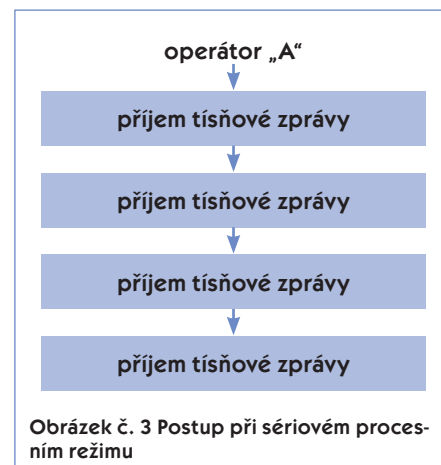 operátor „A“
příjem tísňové zprávy
příjem tísňové zprávy
příjem tísňové zprávy
příjem tísňové zprávy
Obrázek č. 3 Postup při sériovém proces-
ním režimu